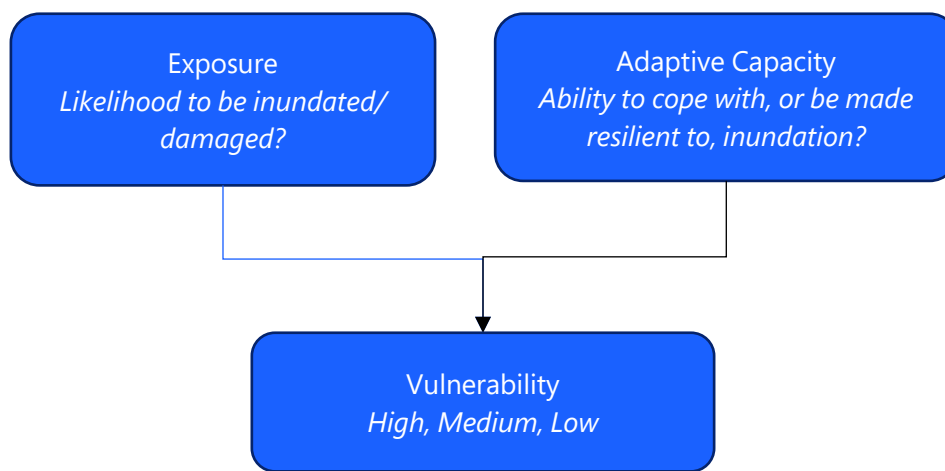 Exposure
Likelihood to be inundated/
damaged?
Adaptive Capacity
Ability to cope with, or be made
resilient to, inundation?
Vulnerability
High, Medium, Low